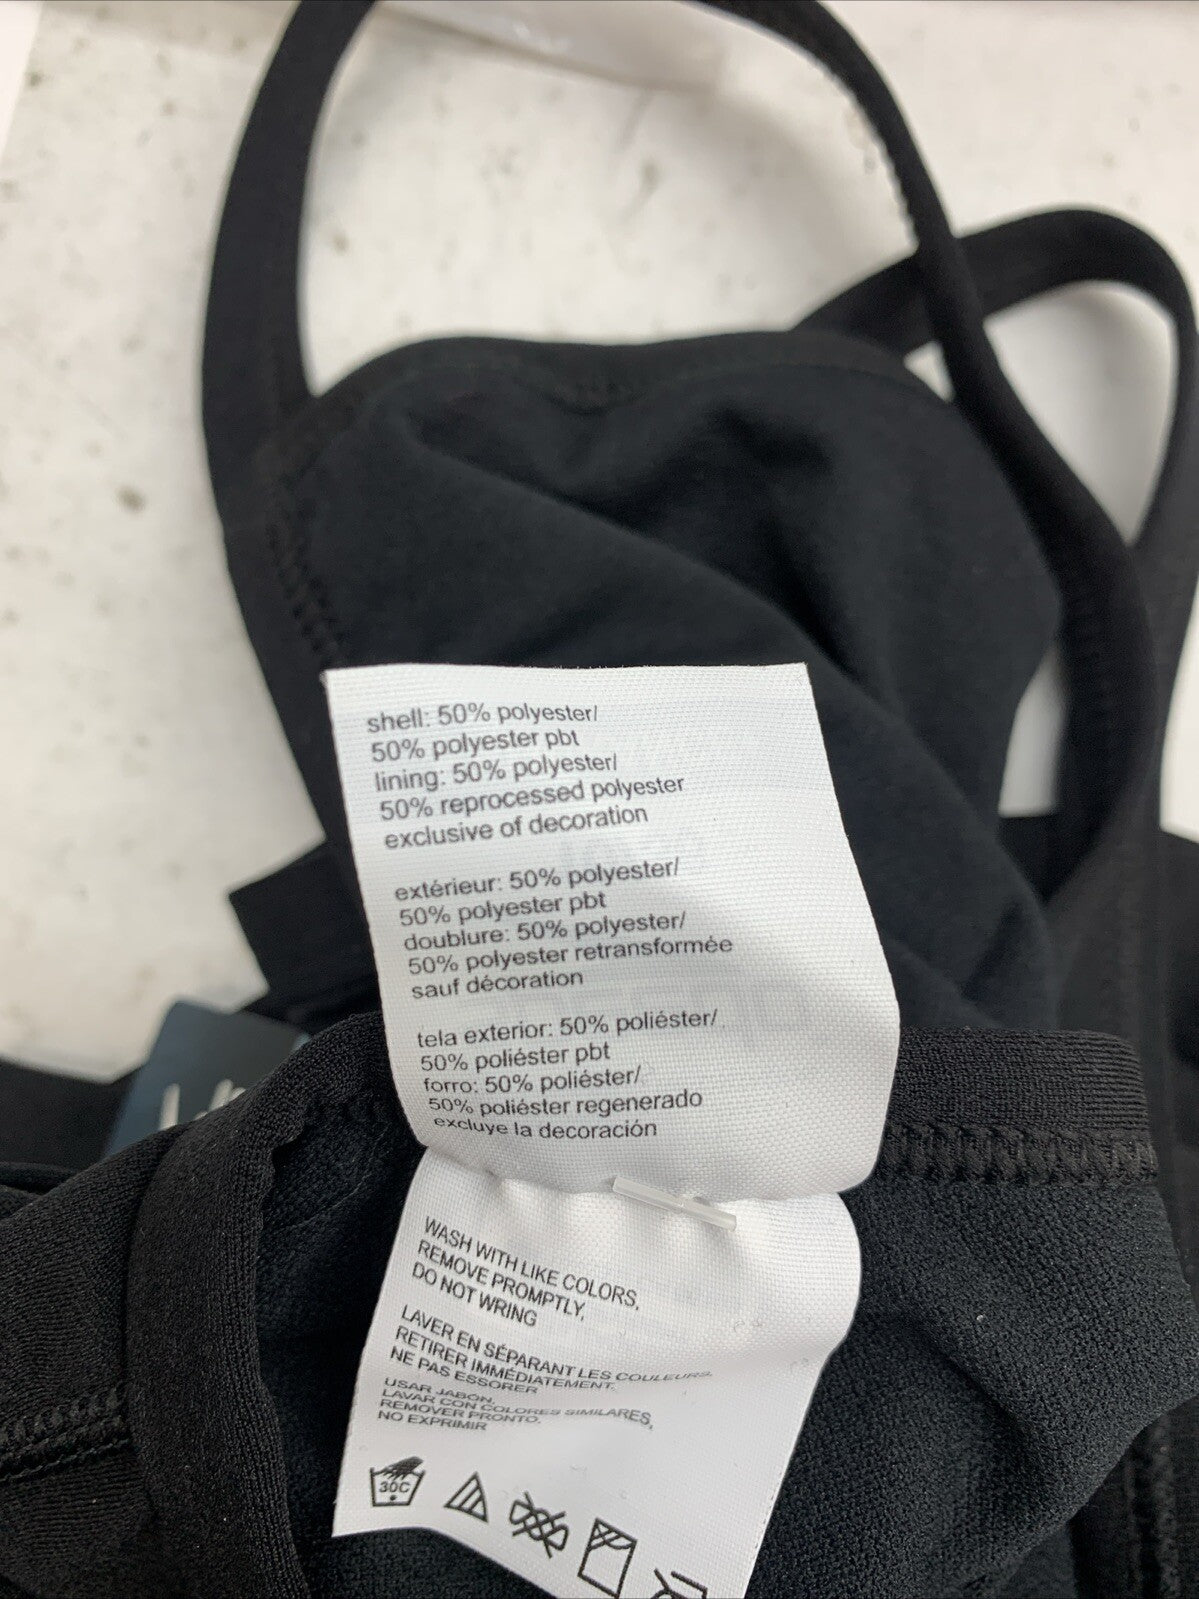 shell: 50% polyester/
50% polyester pbt
lining: 50% polyester/
50% reprocessed polyester
exclusive of decoration
extérieur: 50% polyester/
50% polyester pbt
doublure: 50% polyester/
50% polyester retransformée
sauf décoration
tela exterior: 50% poliéster/
50% poliéster pbt
forro: 50% poliéster/
50% poliéster regenerado
excluye la decoración
WASH WITH LIKE COLORS,
REMOVE PROMPTLY,
DO NOT WRING
LAVER EN SÉPARANT LES COULEURS.
RETIRER IMMÉDIATEMENT.
NE PAS ESSORER
USAR JABON,
LAVAR CON COLORES SIMILARES,
REMOVER PRONTO.
NO EXPRIMIR
30C